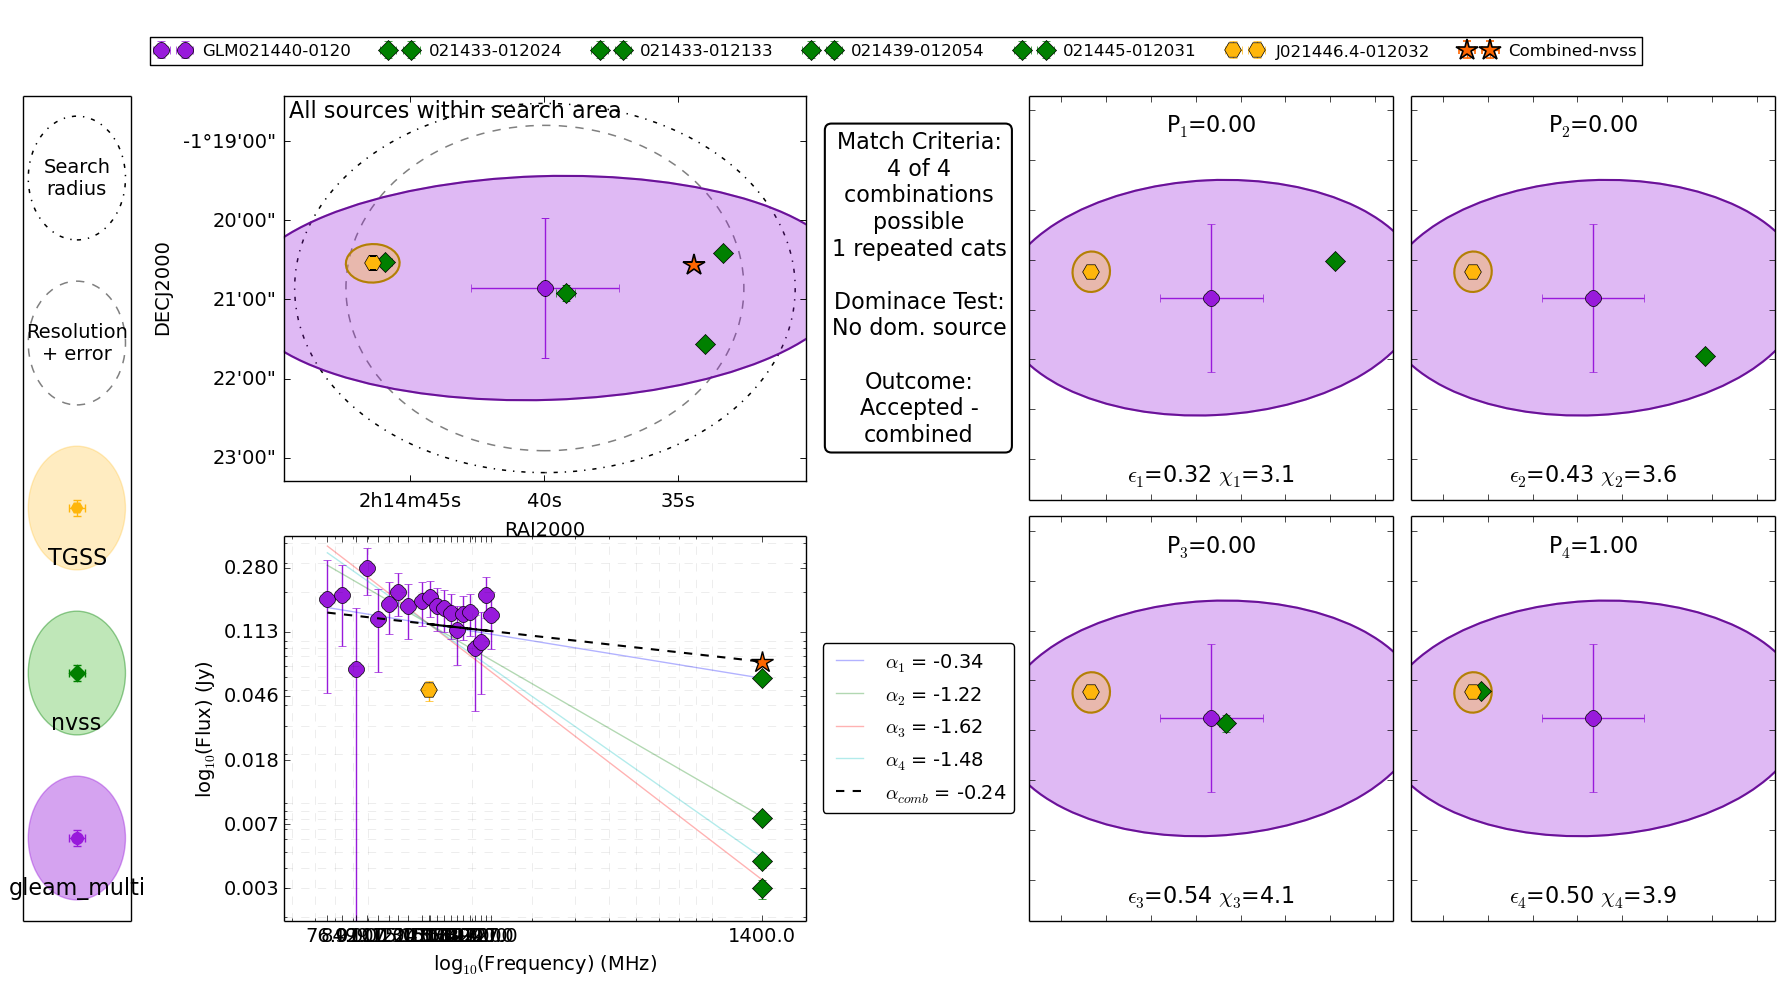 GLM021440-0120 021433-012024 021433-012133 021439-012054 021445-012031 J021446.4-012032 Combined-nvss
Search
radius
Resolution
+ error
TGSS
nvss
gleam_multi
All sources within search area
DECJ2000
-1°19'00"
20'00"
21'00"
22'00"
23'00"
2h14m45s 40s 35s
RAJ2000
Match Criteria:
4 of 4
combinations
possible
1 repeated cats
Dominace Test:
No dom. source
Outcome:
Accepted -
combined
P1=0.00
ϵ1=0.32 χ1=3.1
P2=0.00
ϵ2=0.43 χ2=3.6
log10(Flux) (Jy)
0.280
0.113
0.046
0.018
0.007
0.003
1400.0
log10(Frequency) (MHz)
α1 = -0.34
α2 = -1.22
α3 = -1.62
α4 = -1.48
αcomb = -0.24
P3=0.00
ϵ3=0.54 χ3=4.1
P4=1.00
ϵ4=0.50 χ4=3.9